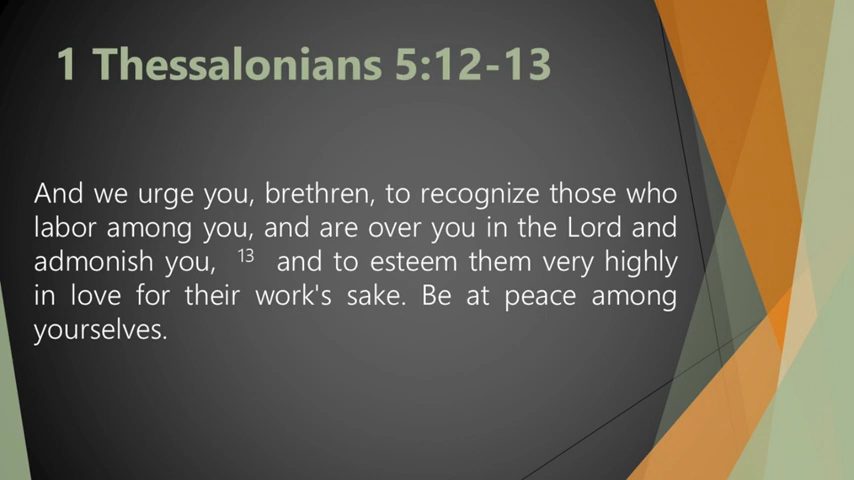 1 Thessalonians 5:12-13
And we urge you, brethren, to recognize those who
labor among you, and are over you in the Lord and
admonish you, 13 and to esteem them very highly
in love for their work's sake. Be at peace among
yourselves.